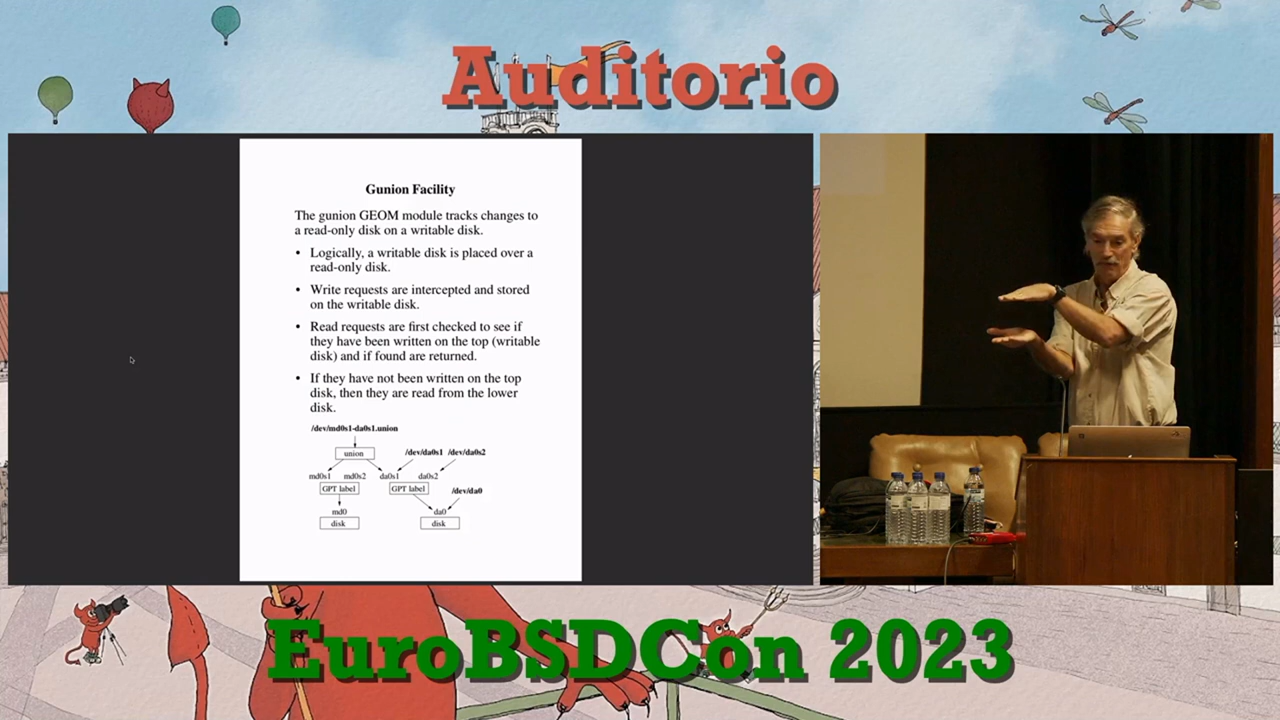 Auditorio
Gunion Facility
The gunion GEOM module tracks changes to
a read-only disk on a writable disk.
• Logically, a writable disk is placed over a
read-only disk.
• Write requests are intercepted and stored
on the writable disk.
• Read requests are first checked to see if
they have been written on the top (writable
disk) and if found are returned.
• If they have not been written on the top
disk, then they are read from the lower
disk.
/dev/md0s1-da0s1.union
union
/dev/da0s1 /dev/da0s2
md0s1 md0s2 da0s1 da0s2
GPT label GPT label
/dev/da0
md0 da0
disk disk
EuroBSDCon 2023